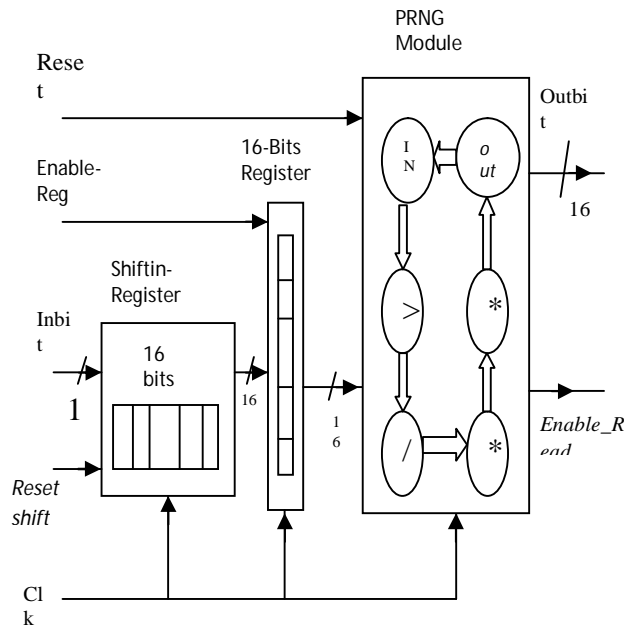 PRNG
Module
Rese
t
Outbi
t
16
I
N
o
ut
Enable-
Reg
16-Bits
Register
Shiftin-
Register
>
*
Inbi
t
1
16
bits
16
1
6
/
*
Enable_R
ead
Reset
shift
Cl
k